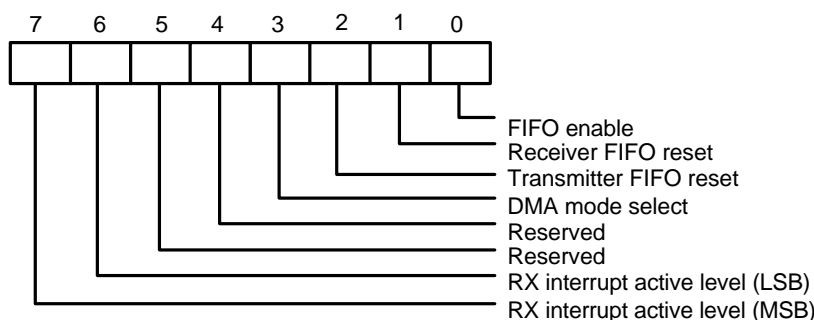 7 6 5 4 3 2 1 0
FIFO enable
Receiver FIFO reset
Transmitter FIFO reset
DMA mode select
Reserved
Reserved
RX interrupt active level (LSB)
RX interrupt active level (MSB)